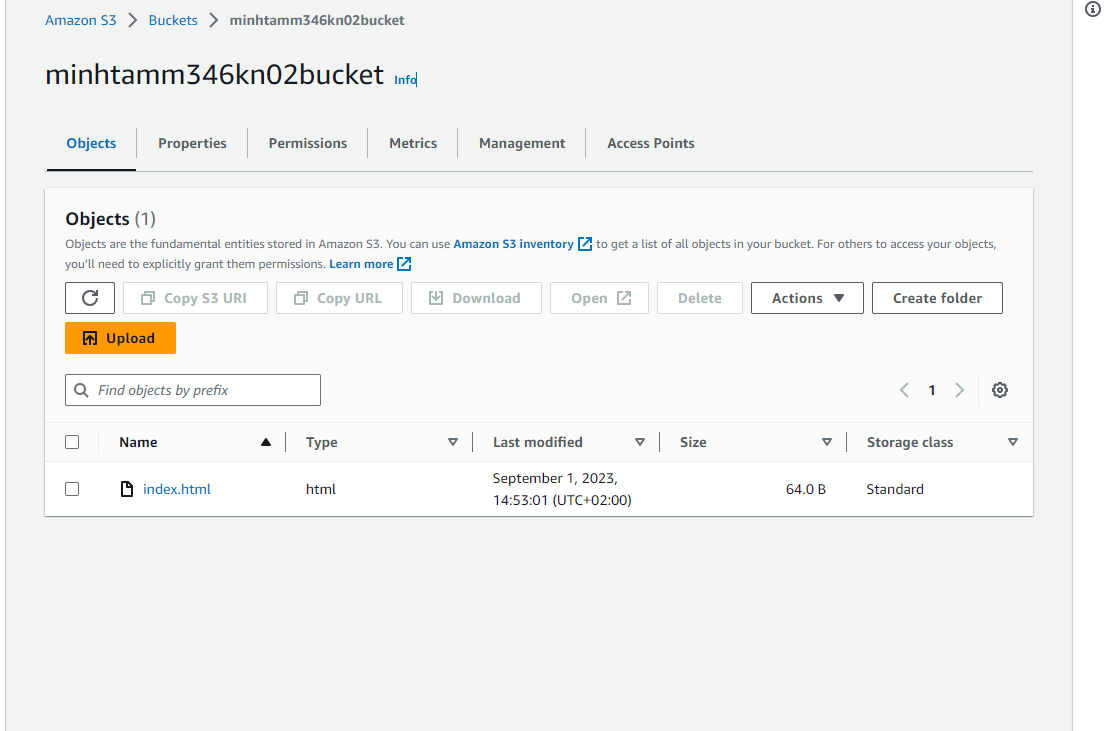 Amazon S3 > Buckets > minhtamm346kn02bucket
minhtamm346kn02bucket Info
Objects Properties Permissions Metrics Management Access Points
Objects (1)
Objects are the fundamental entities stored in Amazon S3. You can use Amazon S3 inventory to get a list of all objects in your bucket. For others to access your objects,
you'll need to explicitly grant them permissions. Learn more
Copy S3 URI Copy URL Download Open Delete Actions Create folder
Upload
Find objects by prefix 1
Name Type Last modified Size Storage class
index.html html September 1, 2023, 64.0 B Standard
14:53:01 (UTC+02:00)